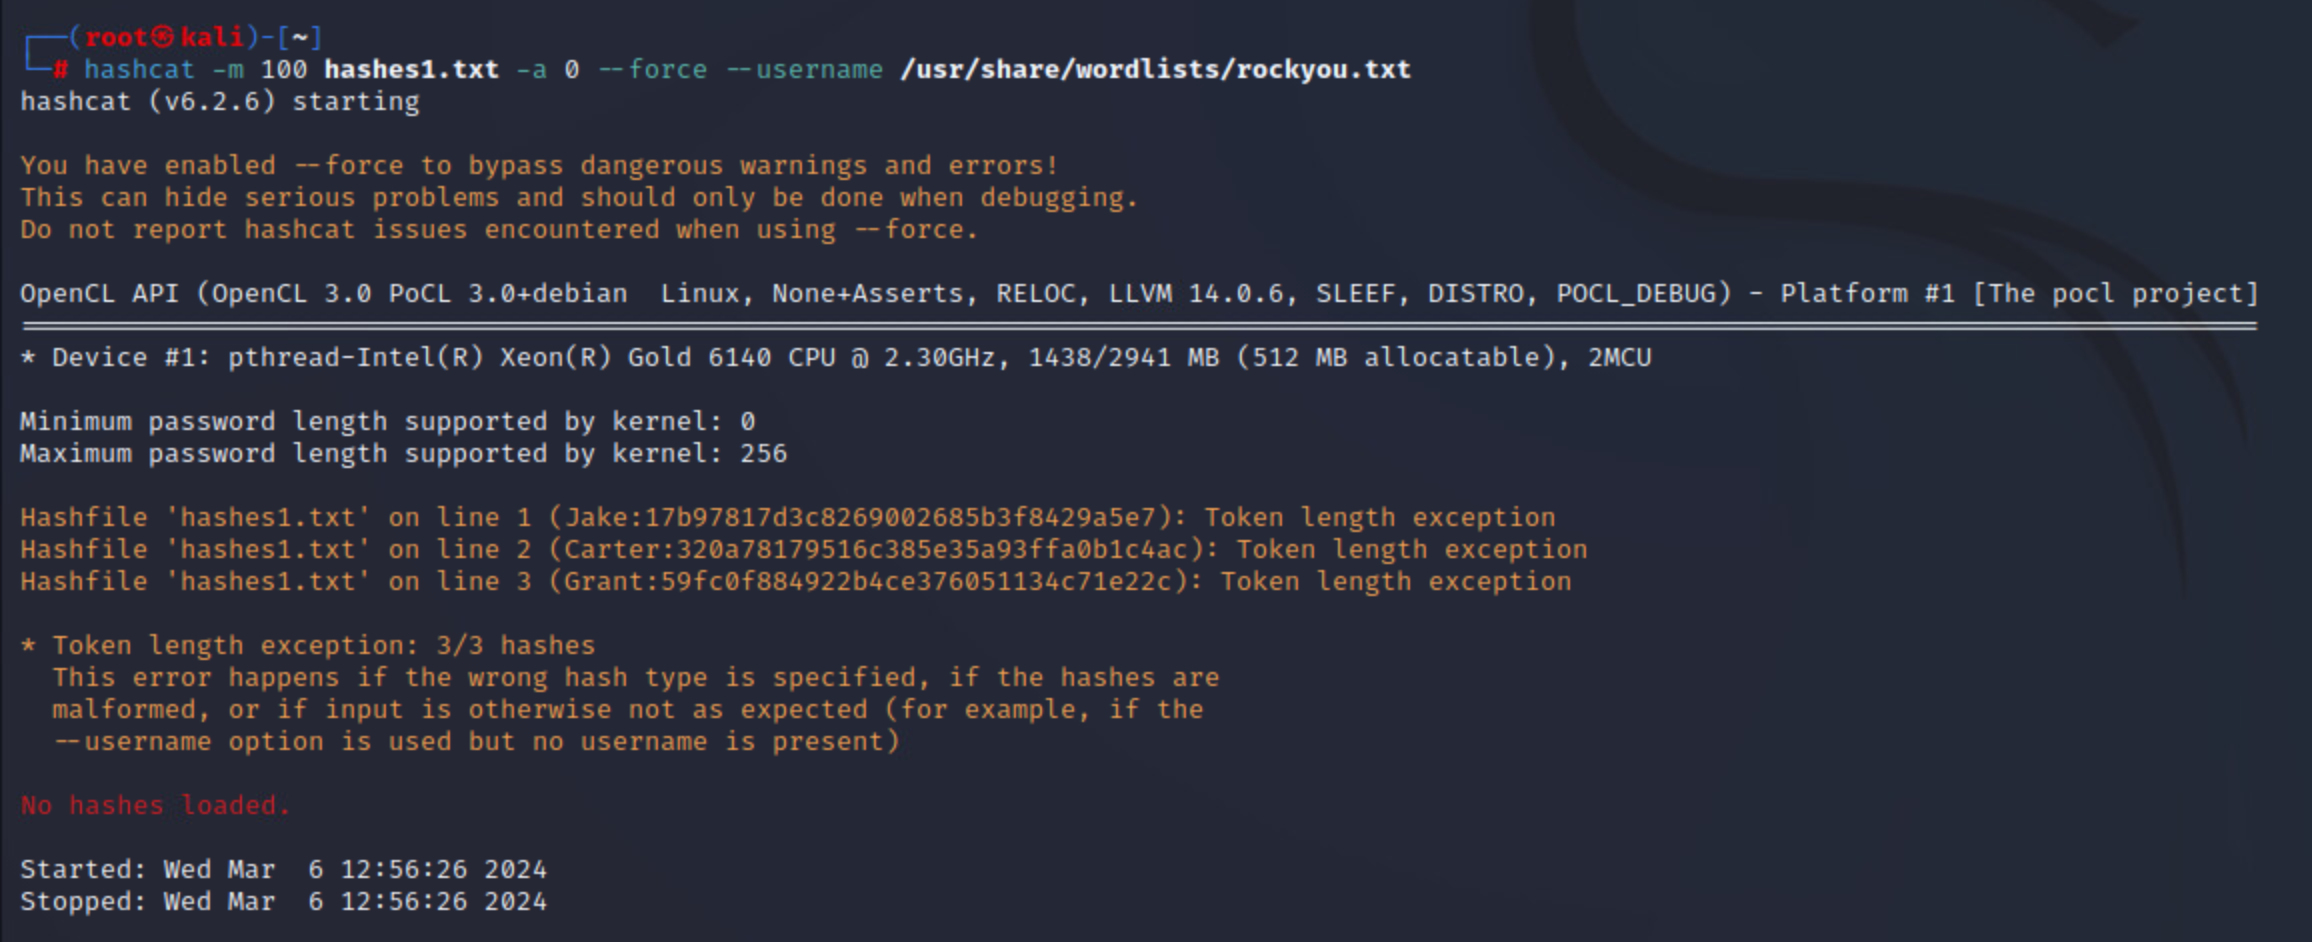 ┌──(root㉿kali)-[~]
└─# hashcat -m 100 hashes1.txt -a 0 --force --username /usr/share/wordlists/rockyou.txt
hashcat (v6.2.6) starting

You have enabled --force to bypass dangerous warnings and errors!
This can hide serious problems and should only be done when debugging.
Do not report hashcat issues encountered when using --force.

OpenCL API (OpenCL 3.0 PoCL 3.0+debian  Linux, None+Asserts, RELOC, LLVM 14.0.6, SLEEF, DISTRO, POCL_DEBUG) - Platform #1 [The pocl project]
* Device #1: pthread-Intel(R) Xeon(R) Gold 6140 CPU @ 2.30GHz, 1438/2941 MB (512 MB allocatable), 2MCU

Minimum password length supported by kernel: 0
Maximum password length supported by kernel: 256

Hashfile 'hashes1.txt' on line 1 (Jake:17b97817d3c8269002685b3f8429a5e7): Token length exception
Hashfile 'hashes1.txt' on line 2 (Carter:320a78179516c385e35a93ffa0b1c4ac): Token length exception
Hashfile 'hashes1.txt' on line 3 (Grant:59fc0f884922b4ce376051134c71e22c): Token length exception

* Token length exception: 3/3 hashes
  This error happens if the wrong hash type is specified, if the hashes are
  malformed, or if input is otherwise not as expected (for example, if the
  --username option is used but no username is present)

No hashes loaded.

Started: Wed Mar  6 12:56:26 2024
Stopped: Wed Mar  6 12:56:26 2024